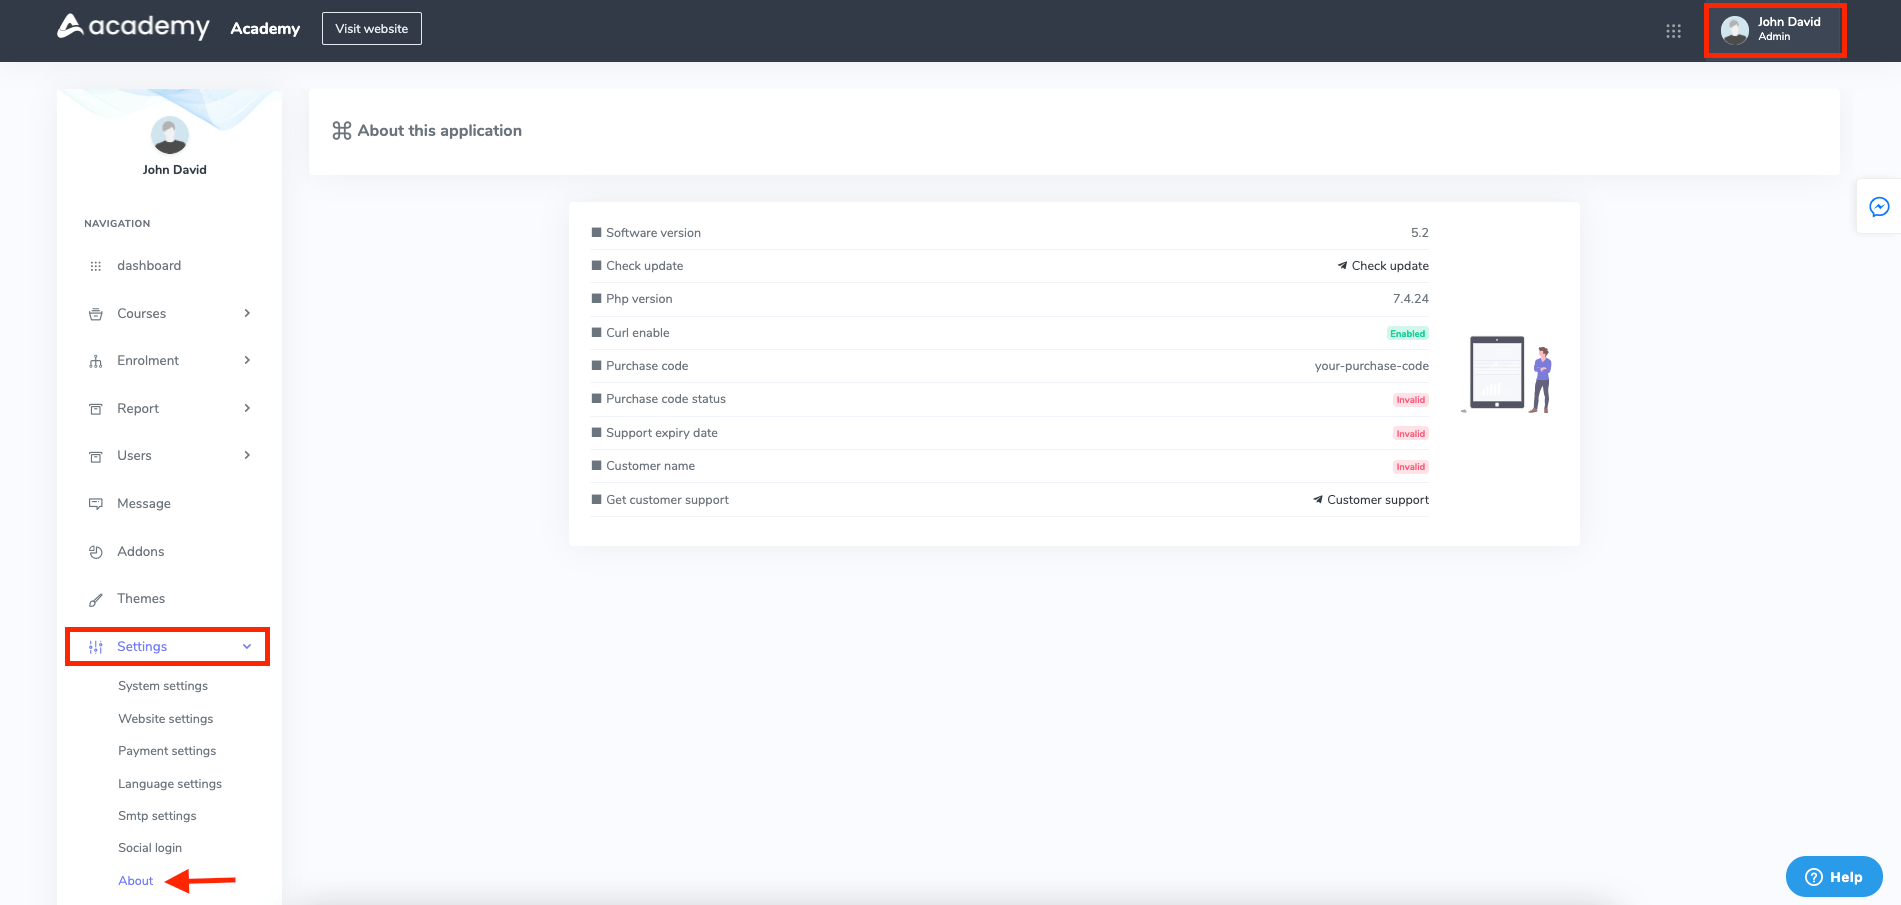 academy
Academy
Visit website
John David
Admin
John David
NAVIGATION
dashboard
Courses
Enrolment
Report
Users
Message
Addons
Themes
Settings
System settings
Website settings
Payment settings
Language settings
Smtp settings
Social login
About
About this application
Software version 5.2
Check update Check update
Php version 7.4.24
Curl enable Enabled
Purchase code your-purchase-code
Purchase code status Invalid
Support expiry date Invalid
Customer name Invalid
Get customer support Customer support
Help